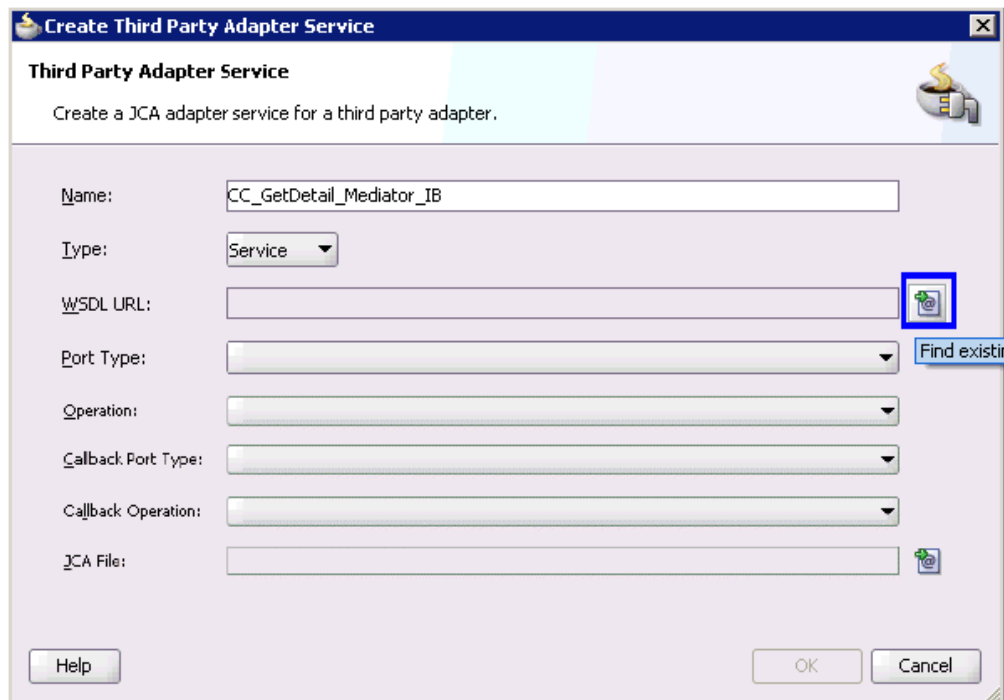 Create Third Party Adapter Service
Third Party Adapter Service
Create a JCA adapter service for a third party adapter.
Name: CC_GetDetail_Mediator_IB
Type: Service
WSDL URL:
Find existi
Port Type:
Operation:
Callback Port Type:
Callback Operation:
JCA File:
Help OK Cancel